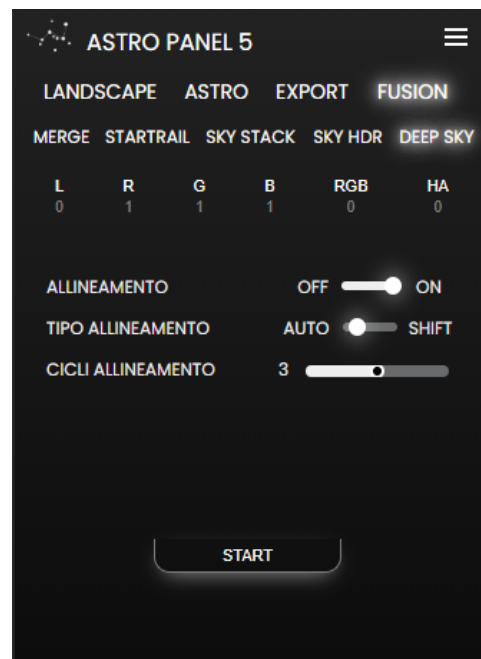 ASTRO PANEL 5
LANDSCAPE ASTRO EXPORT FUSION
MERGE STARTRAIL SKY STACK SKY HDR DEEP SKY
L R G B RGB HA
0 1 1 1 0 0
ALLINEAMENTO OFF ON
TIPO ALLINEAMENTO AUTO SHIFT
CICLI ALLINEAMENTO 3
START